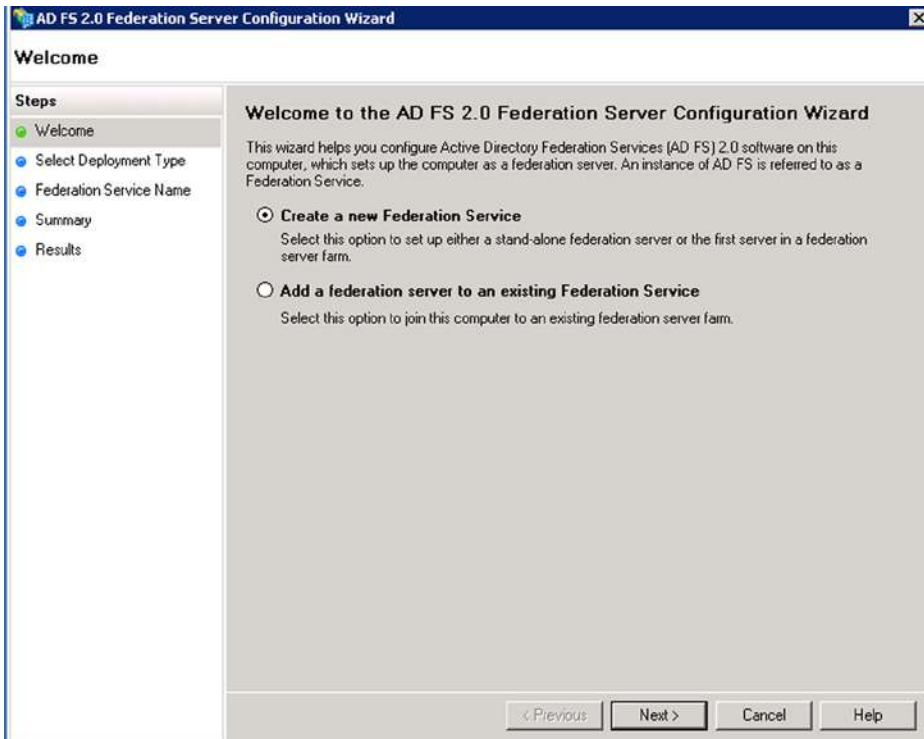 AD FS 2.0 Federation Server Configuration Wizard
Welcome
Steps
Welcome
Select Deployment Type
Federation Service Name
Summary
Results
Welcome to the AD FS 2.0 Federation Server Configuration Wizard
This wizard helps you configure Active Directory Federation Services (AD FS) 2.0 software on this
computer, which sets up the computer as a federation server. An instance of AD FS is referred to as a
Federation Service.
Create a new Federation Service
Select this option to set up either a stand-alone federation server or the first server in a federation
server farm.
Add a federation server to an existing Federation Service
Select this option to join this computer to an existing federation server farm.
< Previous
Next >
Cancel
Help